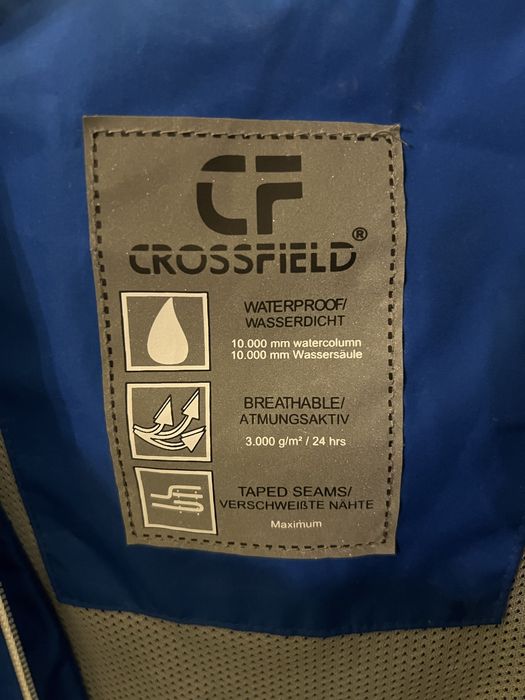 CF
CROSSFIELD®
WATERPROOF/
WASSERDICHT
10.000 mm watercolumn
10.000 mm Wassersäule
BREATHABLE/
ATMUNGSAKTIV
3.000 g/m² / 24 hrs
TAPED SEAMS/
VERSCHWEIßTE NÄHTE
Maximum